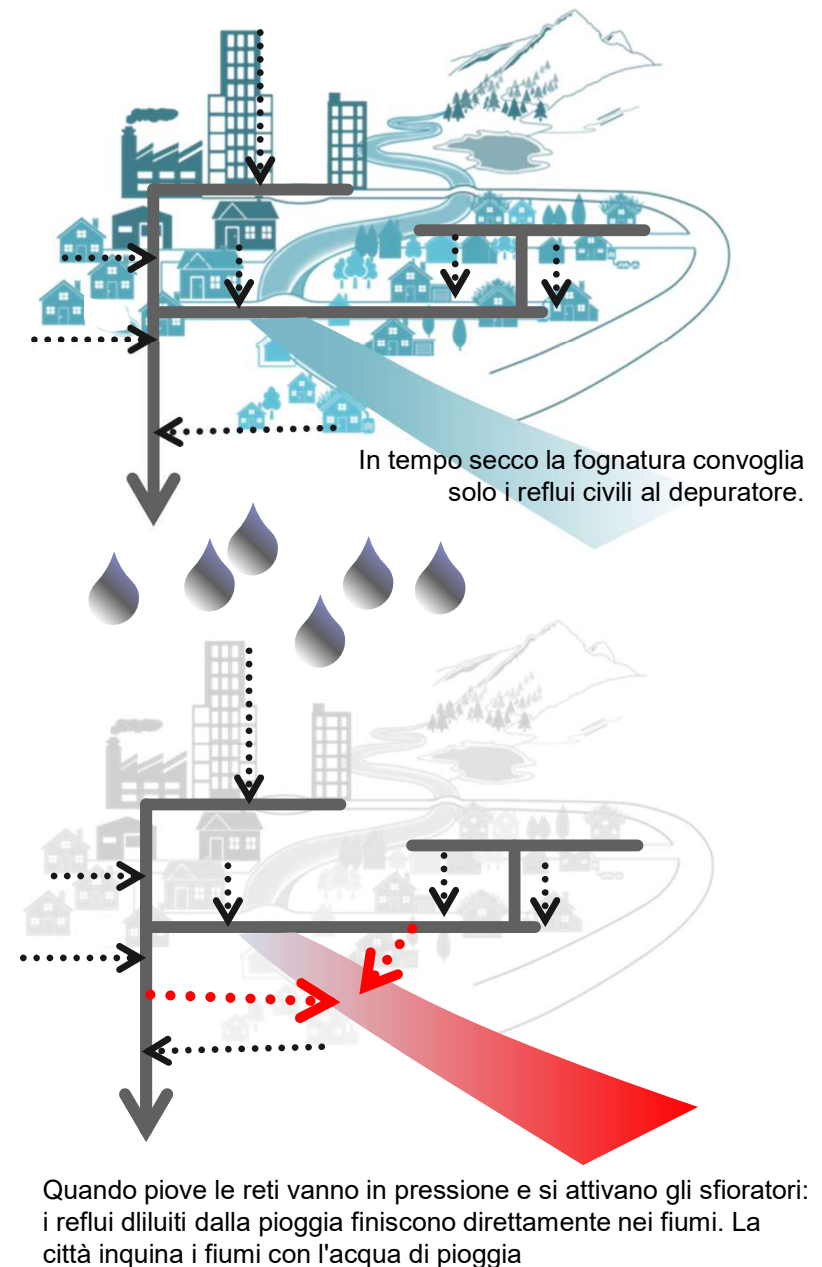 In tempo secco la fognatura convoglia
solo i reflui civili al depuratore.
Quando piove le reti vanno in pressione e si attivano gli sfioratori:
i reflui dliluiti dalla pioggia finiscono direttamente nei fiumi. La
città inquina i fiumi con l'acqua di pioggia